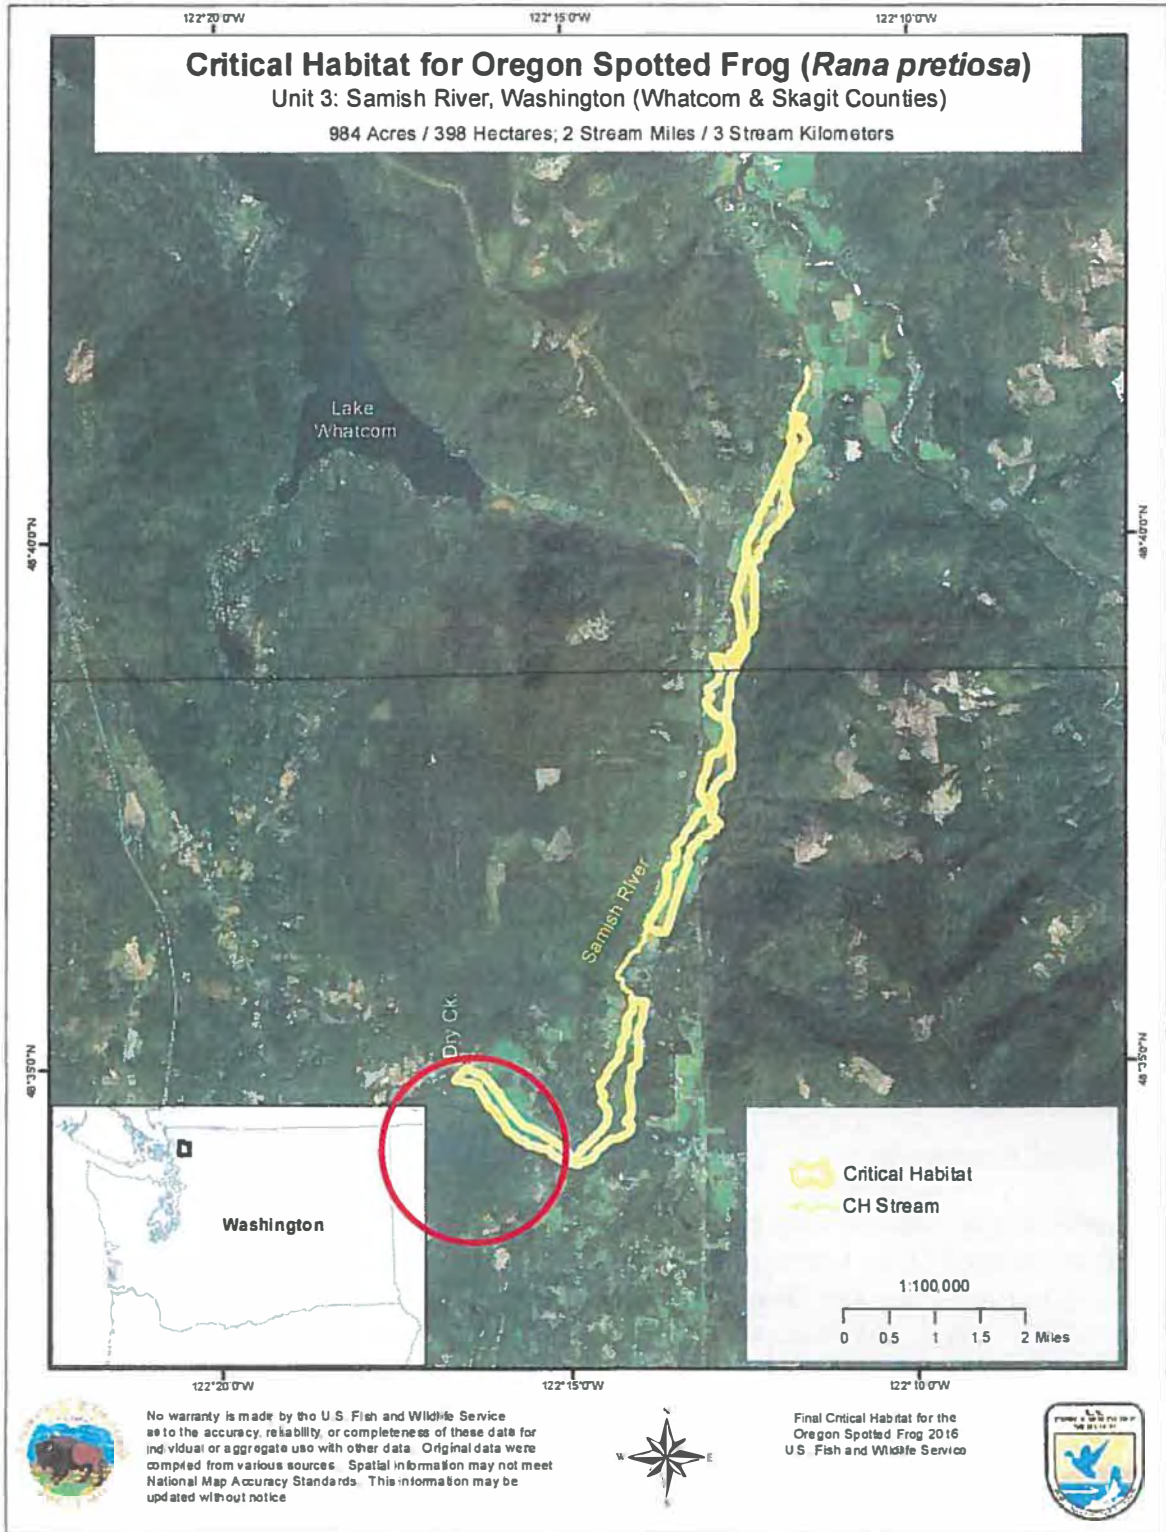 122°20'0"W
122°15'0"W
122°10'0"W
Critical Habitat for Oregon Spotted Frog (Rana pretiosa)
Unit 3: Samish River, Washington (Whatcom & Skagit Counties)
984 Acres / 398 Hectares; 2 Stream Miles / 3 Stream Kilometers
Lake
Whatcom
48°40'0"N
48°40'0"N
Samish River
Dry Ck.
48°35'0"N
48°35'0"N
Washington
Critical Habitat
CH Stream
1:100,000
0 0.5 1 1.5 2 Miles
122°20'0"W
122°15'0"W
122°10'0"W
No warranty is made by the U.S. Fish and Wildlife Service
as to the accuracy, reliability, or completeness of these data for
individual or aggregate use with other data. Original data were
compiled from various sources. Spatial information may not meet
National Map Accuracy Standards. This information may be
updated without notice
W
E
Final Critical Habitat for the
Oregon Spotted Frog 2016
U.S. Fish and Wildlife Service
U.S.